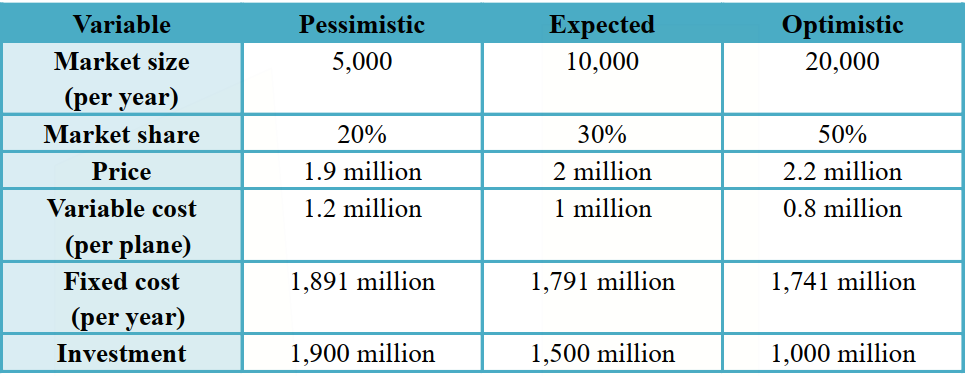 Variable Pessimistic Expected Optimistic
Market size 5,000 10,000 20,000
(per year)
Market share 20% 30% 50%
Price 1.9 million 2 million 2.2 million
Variable cost 1.2 million 1 million 0.8 million
(per plane)
Fixed cost 1,891 million 1,791 million 1,741 million
(per year)
Investment 1,900 million 1,500 million 1,000 million